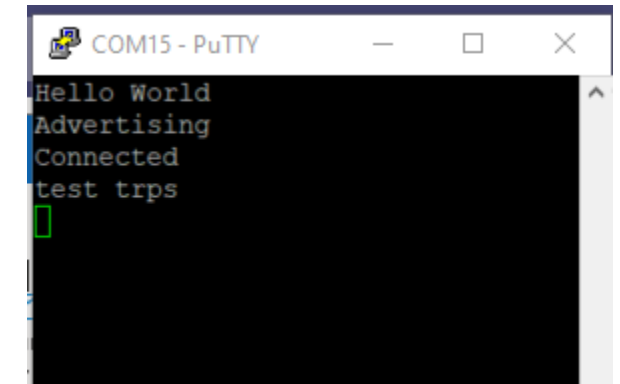 COM15 - PuTTY
Hello World
Advertising
Connected
test trps